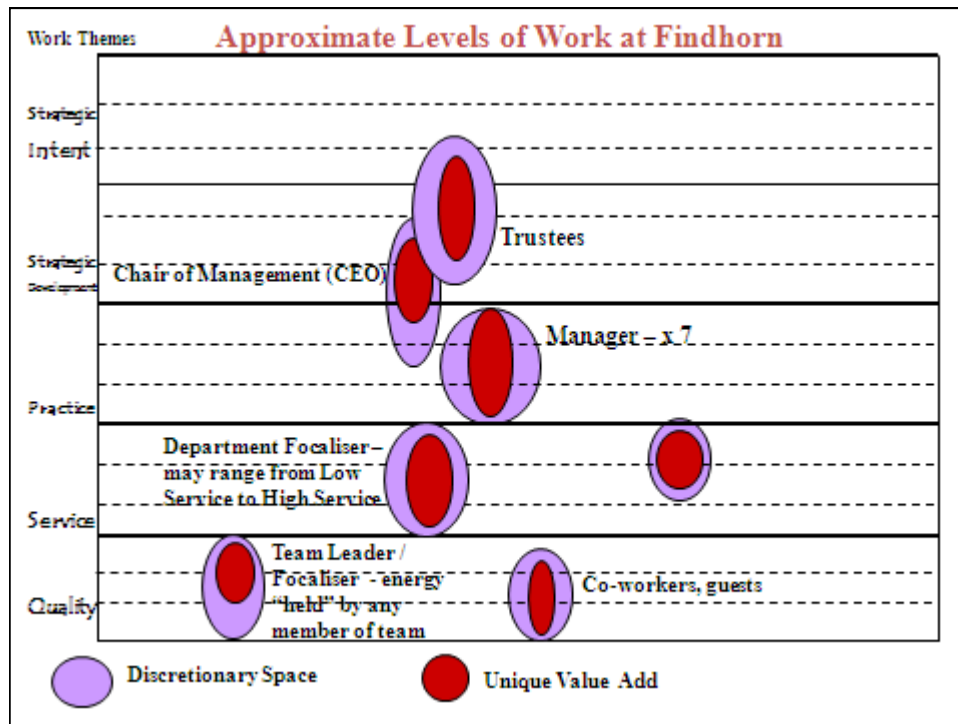 Work Themes
Approximate Levels of Work at Findhorn
Strategic
Intent
Trustees
Strategic
Development
Chair of Management (CEO)
Manager – x 7
Practice
Department Focaliser –
may range from Low
Service to High Service
Service
Team Leader /
Focaliser - energy
“held” by any
member of team
Co-workers, guests
Quality
Discretionary Space
Unique Value Add